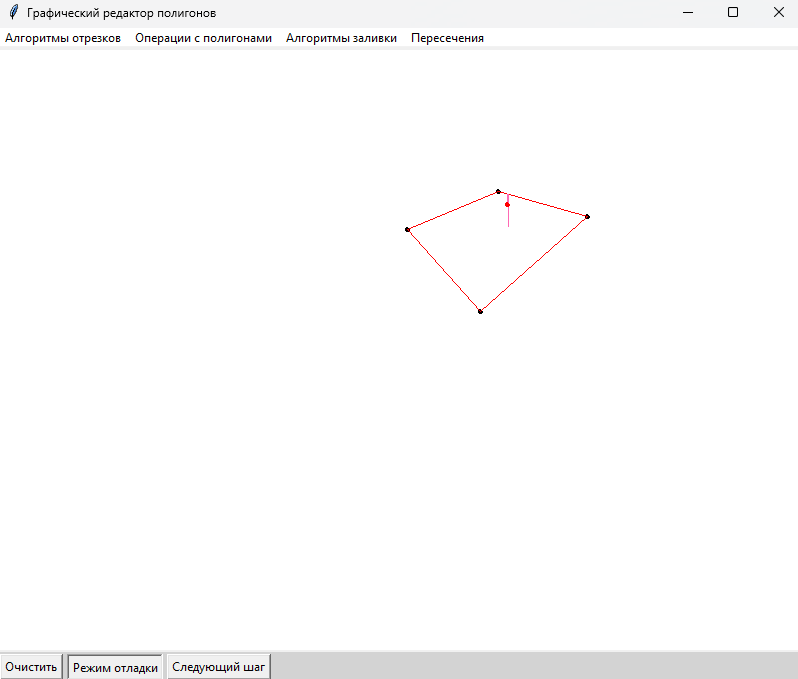 Графический редактор полигонов
Алгоритмы отрезков Операции с полигонами Алгоритмы заливки Пересечения
Очистить Режим отладки Следующий шаг